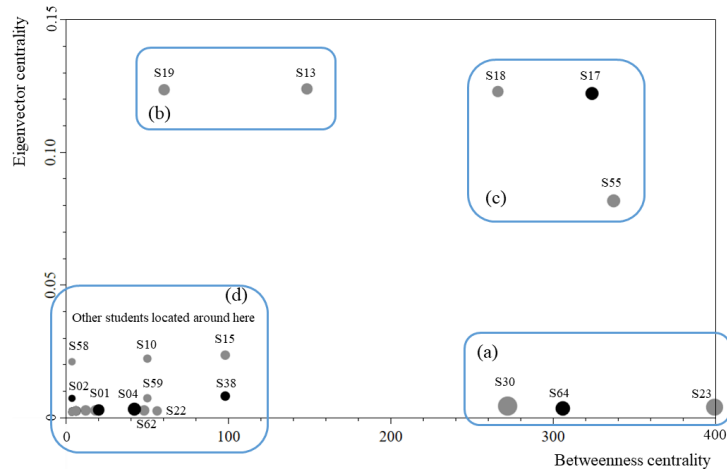 0.15
S19
S13
S18
S17
(b)
Eigenvector centrality
0.10
S55
(c)
0.05
(d)
Other students located around here
S58
S10
S15
(a)
S02
S01
S04
S59
S38
S30
S64
S23
S22
S62
0
0
100
200
300
400
Betweenness centrality